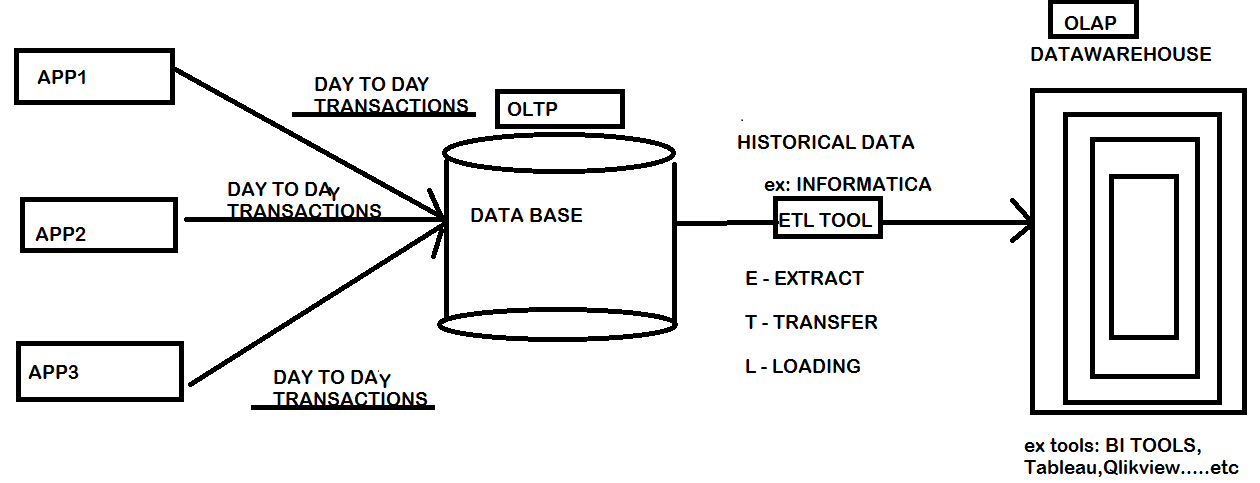 OLAP
DATAWAREHOUSE
APP1
DAY TO DAY
TRANSACTIONS
OLTP
HISTORICAL DATA
ex: INFORMATICA
DAY TO DAY
TRANSACTIONS
APP2
DATA BASE
ETL TOOL
E - EXTRACT
T - TRANSFER
L - LOADING
APP3
DAY TO DAY
TRANSACTIONS
ex tools: BI TOOLS,
Tableau,Qlikview.....etc